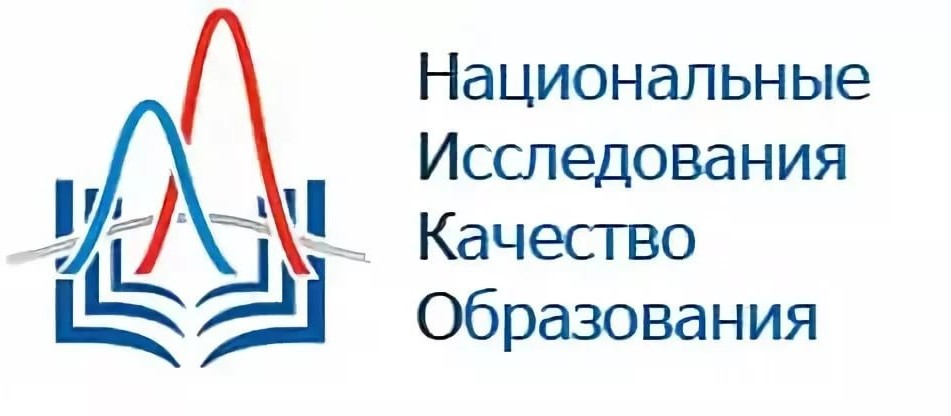 Национальные
Исследования
Качество
Образования